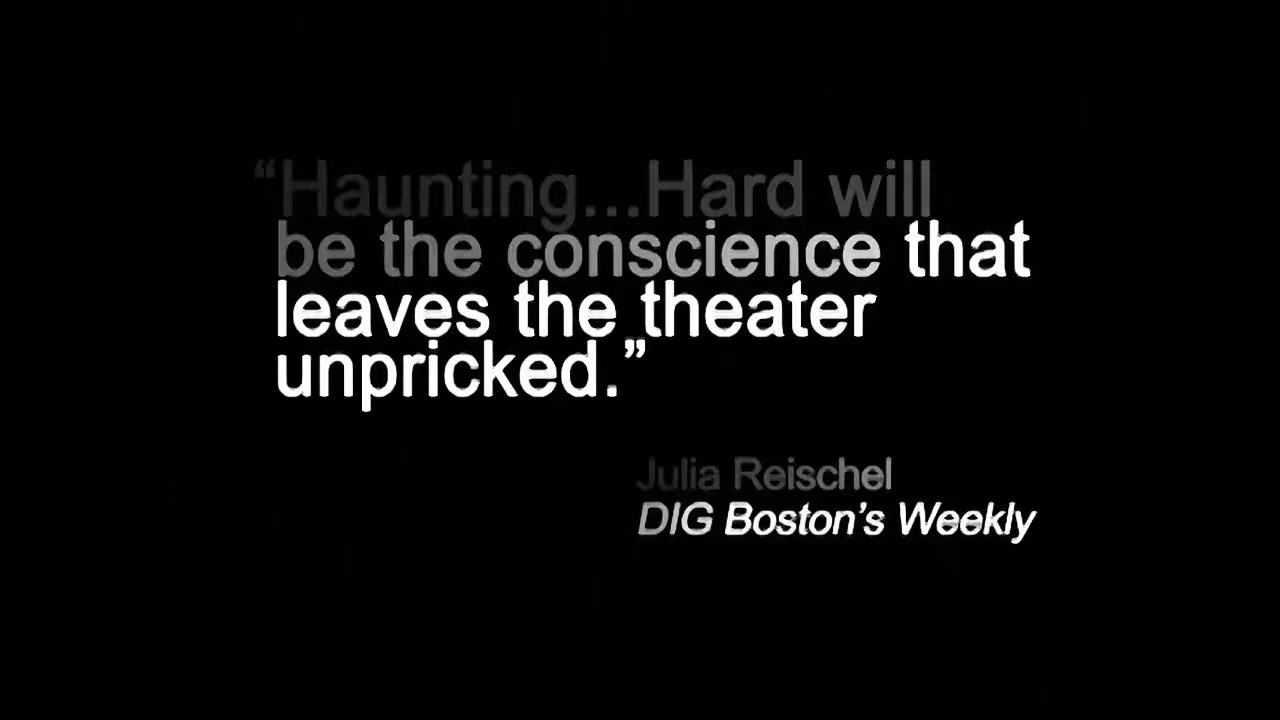 “Haunting...Hard will
be the conscience that
leaves the theater
unpricked.”
Julia Reischel
DIG Boston’s Weekly